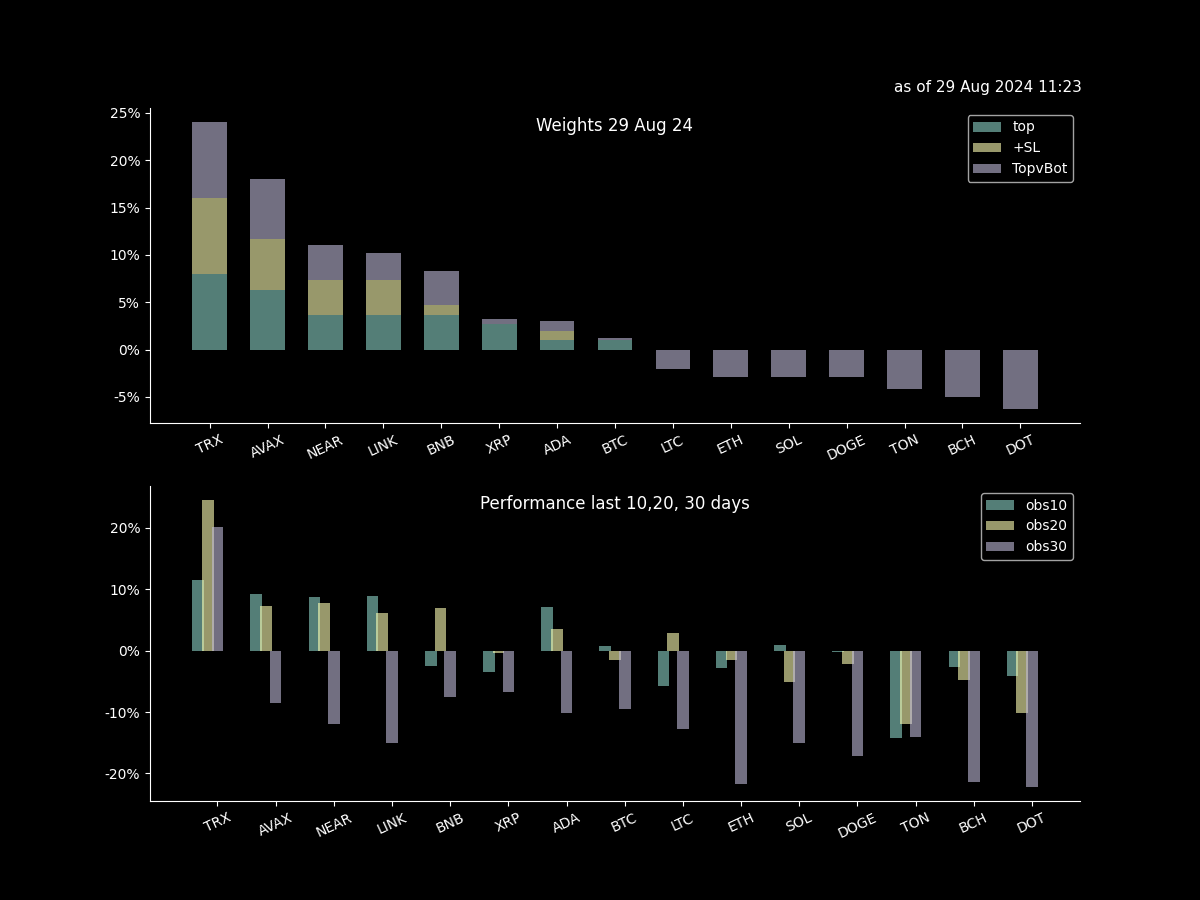 as of 29 Aug 2024 11:23
Weights 29 Aug 24
top
+SL
TopvBot
25%
20%
15%
10%
5%
0%
-5%
TRX AVAX NEAR LINK BNB XRP ADA BTC LTC ETH SOL DOGE TON BCH DOT
Performance last 10,20, 30 days
obs10
obs20
obs30
20%
10%
0%
-10%
-20%
TRX AVAX NEAR LINK BNB XRP ADA BTC LTC ETH SOL DOGE TON BCH DOT